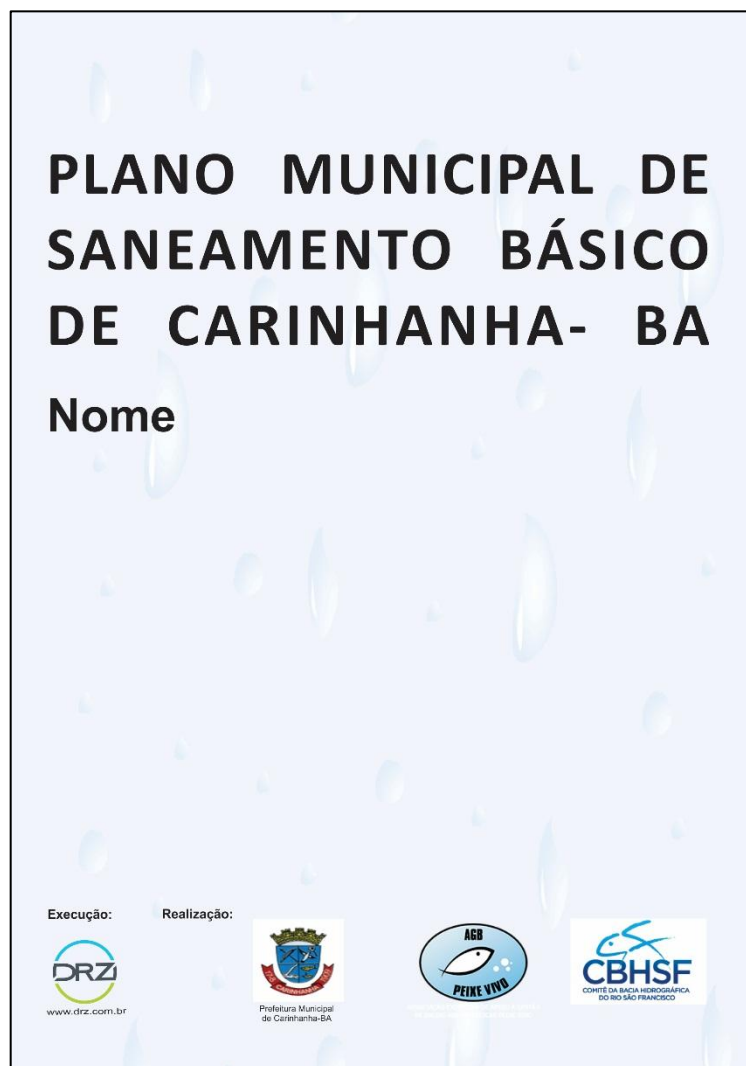 PLANO MUNICIPAL DE
SANEAMENTO BÁSICO
DE CARINHANHA- BA
Nome
Execução:
Realização:
DRZ
www.drz.com.br
CARINHANHA
Prefeitura Municipal
de Carinhanha-BA
AGB
PEIXE VIVO
CBHSF
COMITÊ DA BACIA HIDROGRÁFICA
DO RIO SÃO FRANCISCO